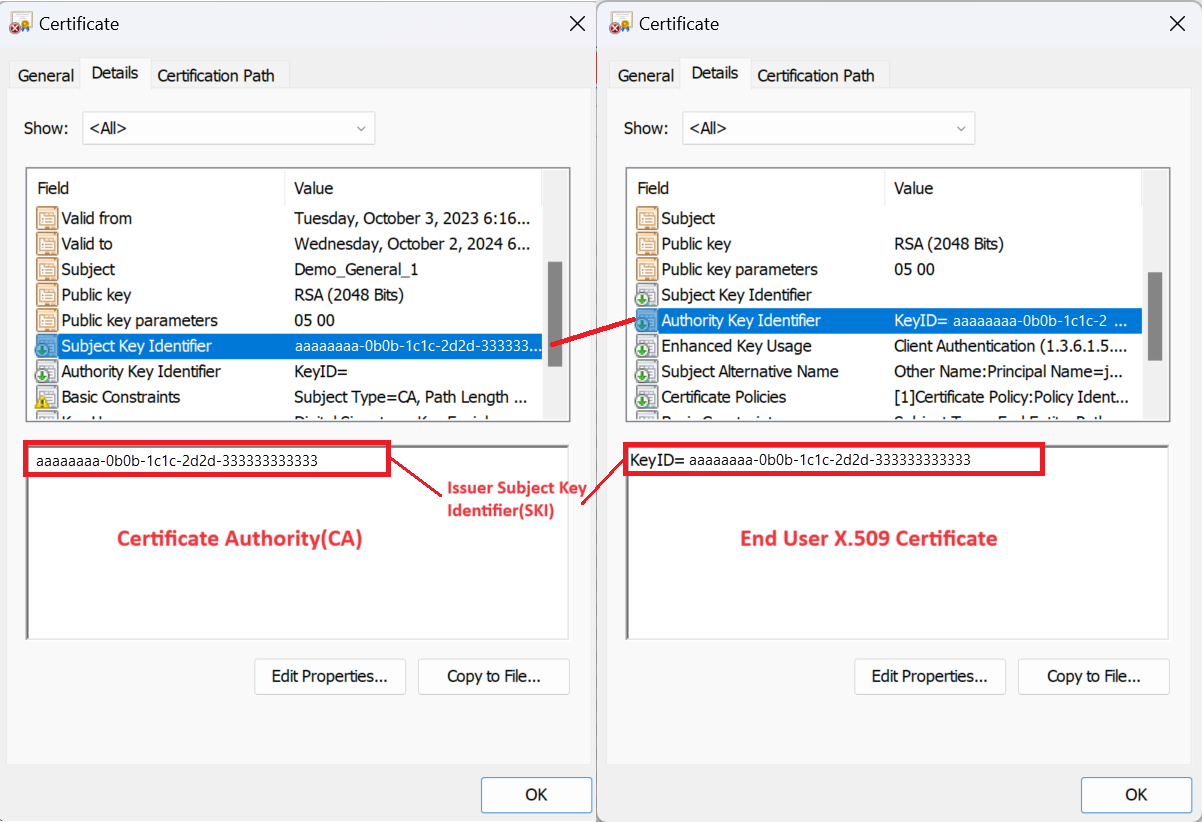 Certificate
General Details Certification Path
Show: <All>
Field Value
Valid from Tuesday, October 3, 2023 6:16...
Valid to Wednesday, October 2, 2024 6...
Subject Demo_General_1
Public key RSA (2048 Bits)
Public key parameters 05 00
Subject Key Identifier aaaaaaaa-0b0b-1c1c-2d2d-333333...
Authority Key Identifier KeyID=
Basic Constraints Subject Type=CA, Path Length ...
aaaaaaaa-0b0b-1c1c-2d2d-333333333333
Issuer Subject Key
Identifier(SKI)
Certificate Authority(CA)
Edit Properties... Copy to File...
OK
Certificate
General Details Certification Path
Show: <All>
Field Value
Subject
Public key RSA (2048 Bits)
Public key parameters 05 00
Subject Key Identifier
Authority Key Identifier KeyID= aaaaaaaa-0b0b-1c1c-2 ...
Enhanced Key Usage Client Authentication (1.3.6.1.5....
Subject Alternative Name Other Name:Principal Name=j...
Certificate Policies [1]Certificate Policy:Policy Ident...
KeyID= aaaaaaaa-0b0b-1c1c-2d2d-333333333333
End User X.509 Certificate
Edit Properties... Copy to File...
OK